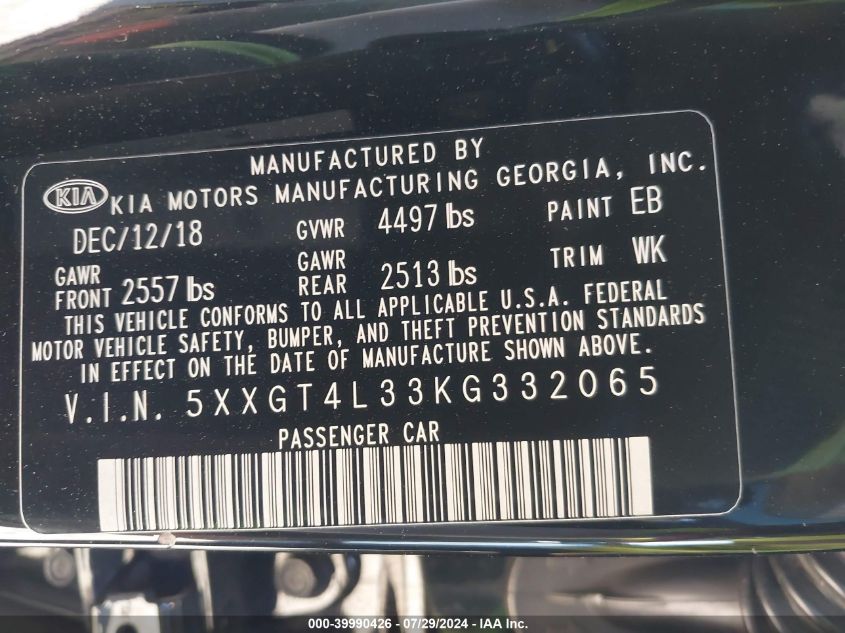 MANUFACTURED BY
KIA KIA MOTORS MANUFACTURING GEORGIA, INC.
DEC/12/18 GVWR 4497 lbs PAINT EB
GAWR FRONT 2557 lbs GAWR REAR 2513 lbs TRIM WK
THIS VEHICLE CONFORMS TO ALL APPLICABLE U.S.A. FEDERAL
MOTOR VEHICLE SAFETY, BUMPER, AND THEFT PREVENTION STANDARDS
IN EFFECT ON THE DATE OF MANUFACTURE SHOWN ABOVE.
V.I.N. 5XXGT4L33KG332065
PASSENGER CAR
000-39990426 - 07/29/2024 - IAA Inc.